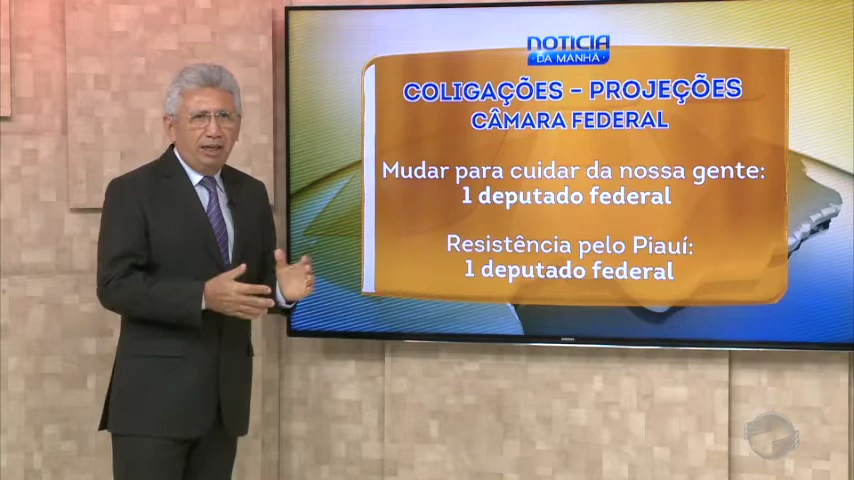 NOTICIA
DA MANHÃ
COLIGAÇÕES - PROJEÇÕES
CÂMARA FEDERAL
Mudar para cuidar da nossa gente:
1 deputado federal
Resistência pelo Piauí:
1 deputado federal